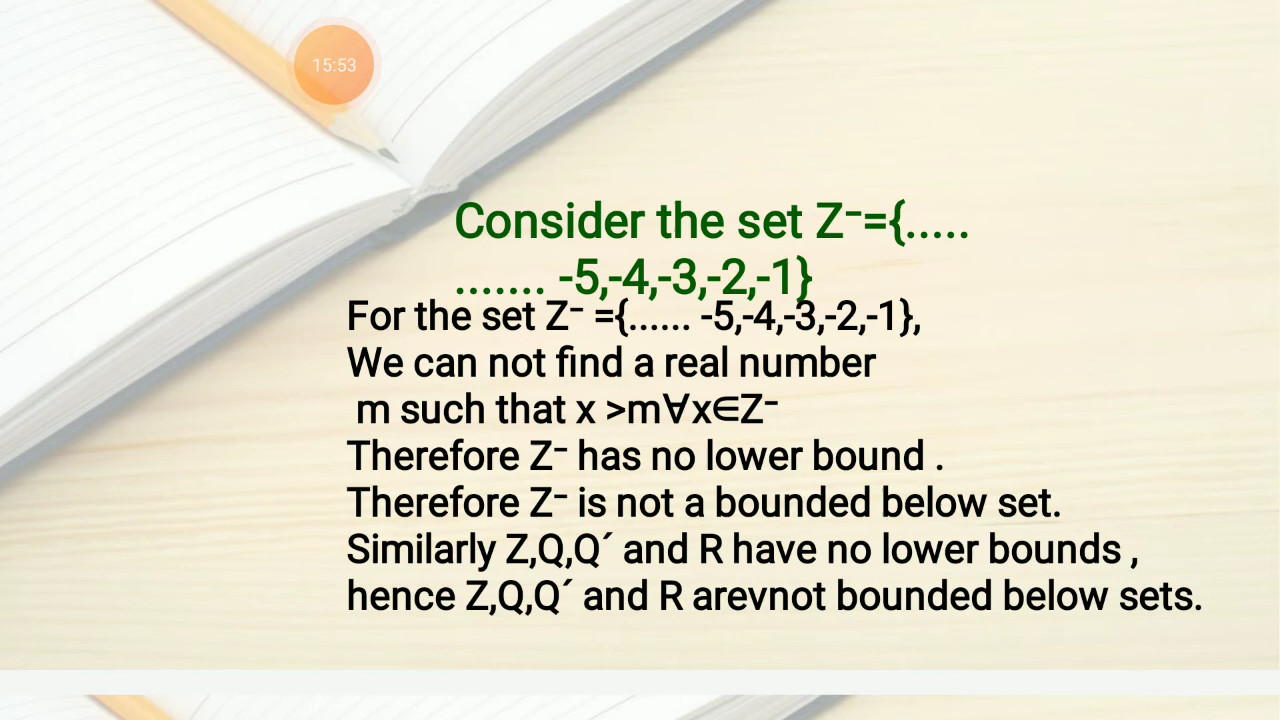 15:53
Consider the set Z⁻={.....
....... -5,-4,-3,-2,-1}
For the set Z⁻ ={...... -5,-4,-3,-2,-1},
We can not find a real number
m such that x >m∀x∈Z⁻
Therefore Z⁻ has no lower bound .
Therefore Z⁻ is not a bounded below set.
Similarly Z,Q,Q´ and R have no lower bounds ,
hence Z,Q,Q´ and R arevnot bounded below sets.